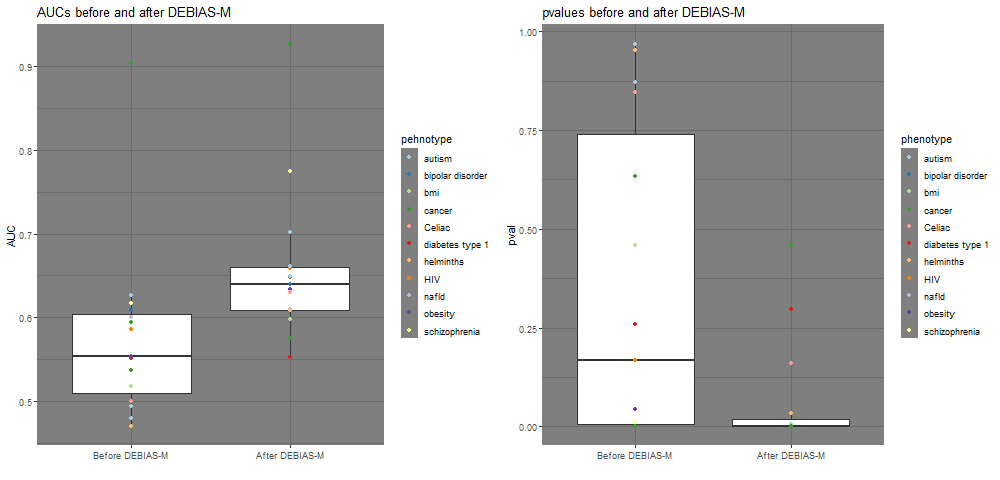 AUCs before and after DEBIAS-M
AUC
0.9
0.8
0.7
0.6
0.5
Before DEBIAS-M
After DEBIAS-M
pehnotype
autism
bipolar disorder
bmi
cancer
Celiac
diabetes type 1
helminths
HIV
nafld
obesity
schizophrenia
pvalues before and after DEBIAS-M
pval
1.00
0.75
0.50
0.25
0.00
Before DEBIAS-M
After DEBIAS-M
phenotype
autism
bipolar disorder
bmi
cancer
Celiac
diabetes type 1
helminths
HIV
nafld
obesity
schizophrenia